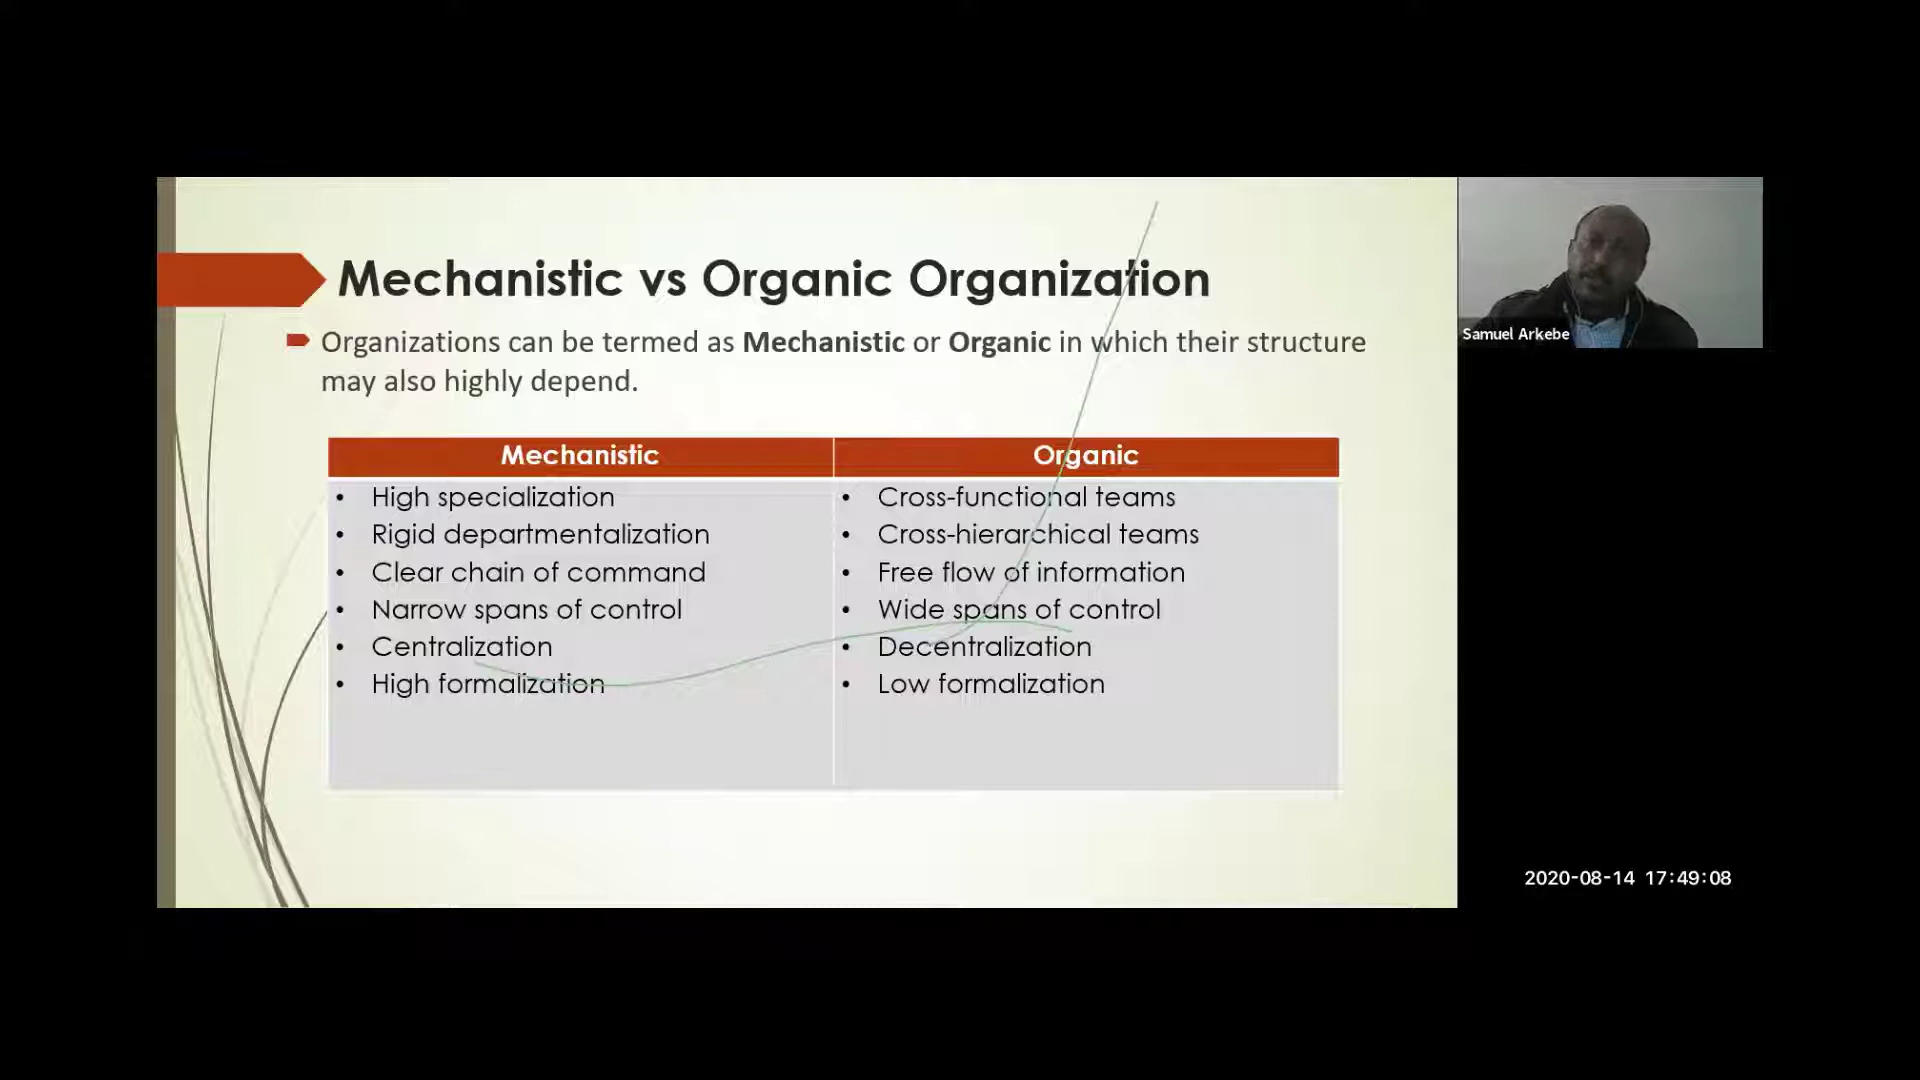 Mechanistic vs Organic Organization
Organizations can be termed as Mechanistic or Organic in which their structure
may also highly depend.
Mechanistic
• High specialization
• Rigid departmentalization
• Clear chain of command
• Narrow spans of control
• Centralization
• High formalization
Organic
• Cross-functional teams
• Cross-hierarchical teams
• Free flow of information
• Wide spans of control
• Decentralization
• Low formalization
Samuel Arkebe
2020-08-14 17:49:08